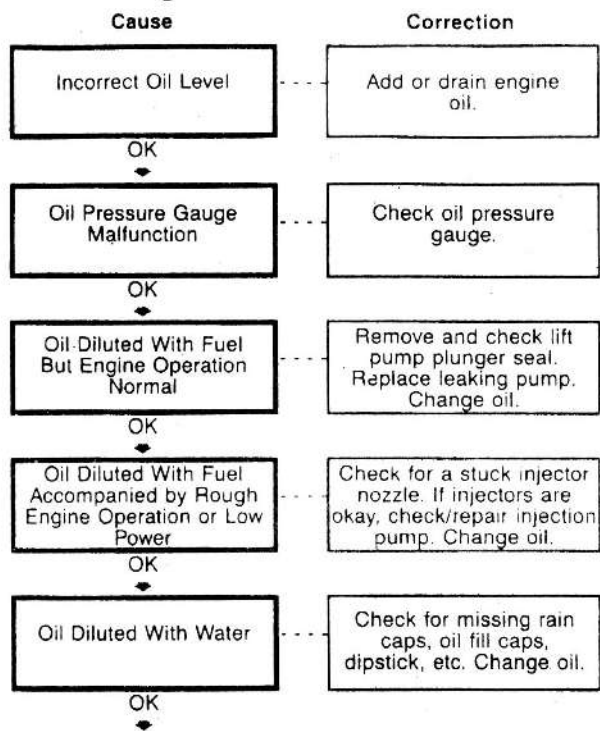 Cause
Correction
Incorrect Oil Level
Add or drain engine
oil.
OK
Oil Pressure Gauge
Malfunction
Check oil pressure
gauge.
OK
Oil Diluted With Fuel
But Engine Operation
Normal
Remove and check lift
pump plunger seal.
Replace leaking pump.
Change oil.
OK
Oil Diluted With Fuel
Accompanied by Rough
Engine Operation or Low
Power
Check for a stuck injector
nozzle. If injectors are
okay, check/repair injection
pump. Change oil.
OK
Oil Diluted With Water
Check for missing rain
caps, oil fill caps,
dipstick, etc. Change oil.
OK